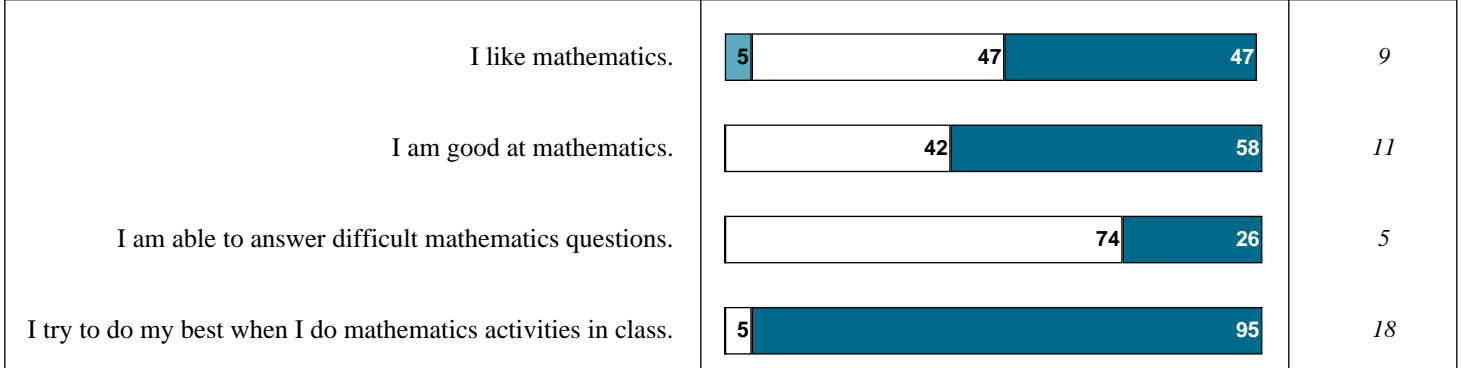 I like mathematics. 5 47 47 9
I am good at mathematics. 42 58 11
I am able to answer difficult mathematics questions. 74 26 5
I try to do my best when I do mathematics activities in class. 5 95 18